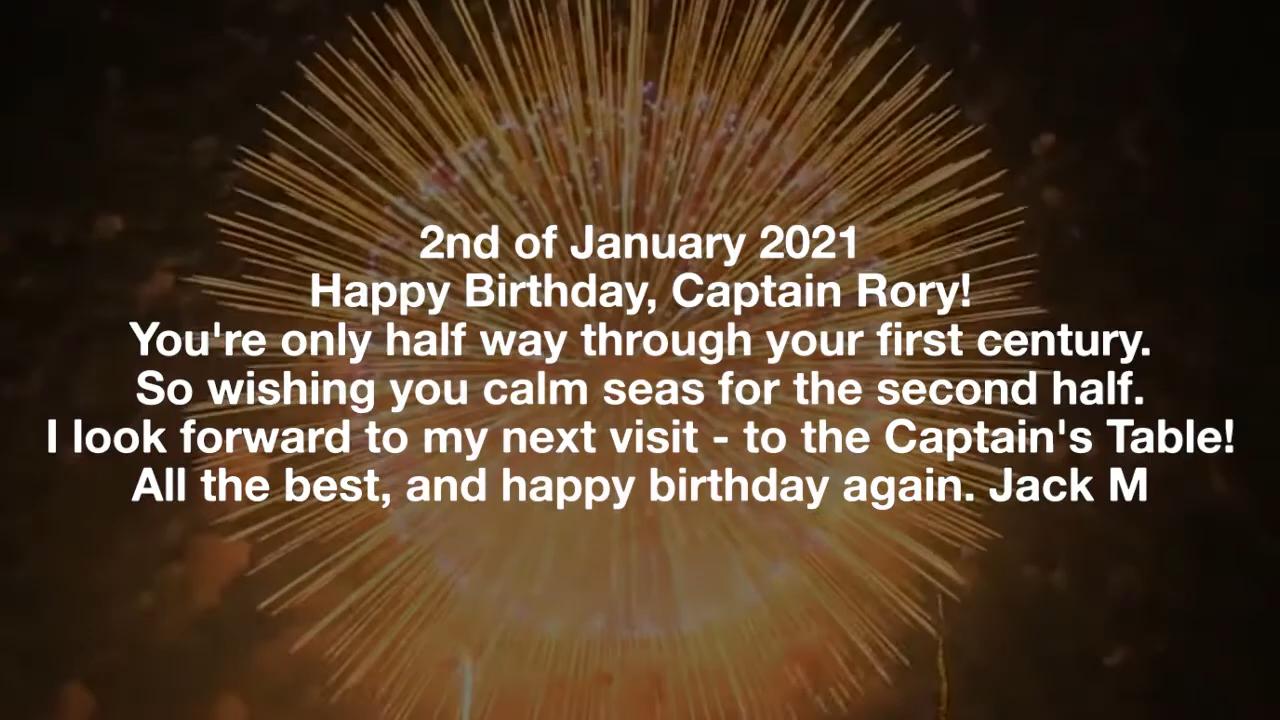 2nd of January 2021
Happy Birthday, Captain Rory!
You're only half way through your first century.
So wishing you calm seas for the second half.
I look forward to my next visit - to the Captain's Table!
All the best, and happy birthday again. Jack M